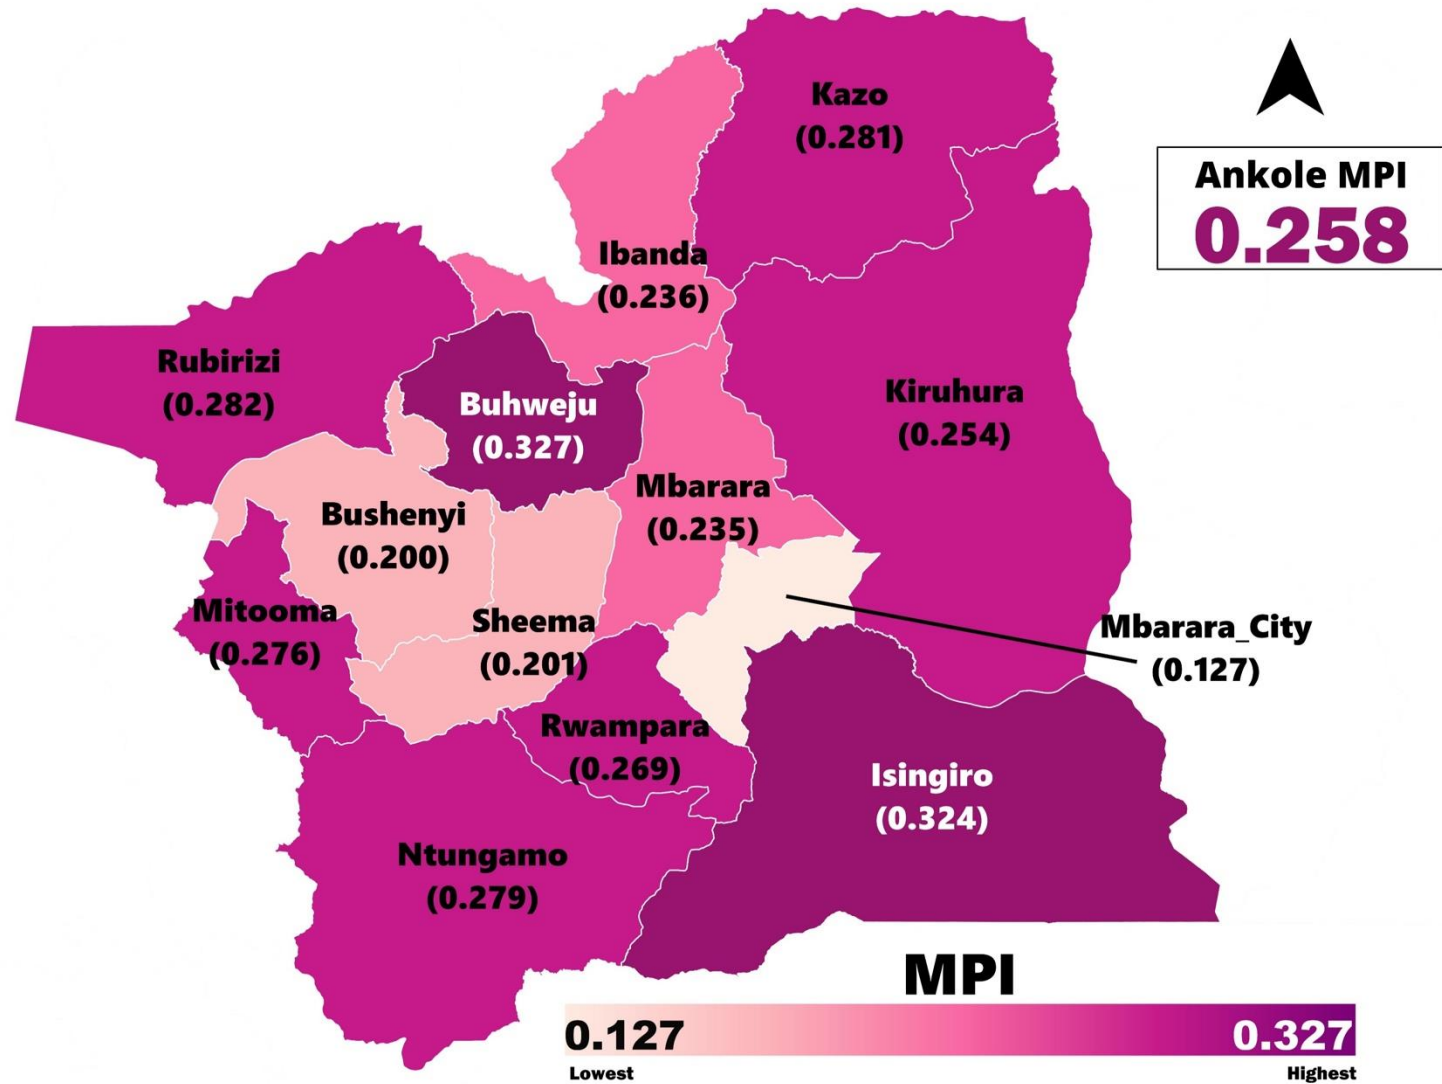 Kazo
(0.281)
Ankole MPI
0.258
Ibanda
(0.236)
Rubirizi
(0.282)
Buhweju
(0.327)
Kiruhura
(0.254)
Mbarara
(0.235)
Bushenyi
(0.200)
Mitooma
(0.276)
Sheema
(0.201)
Mbarara_City
(0.127)
Rwampara
(0.269)
Isingiro
(0.324)
Ntungamo
(0.279)
MPI
0.127
0.327
Lowest
Highest